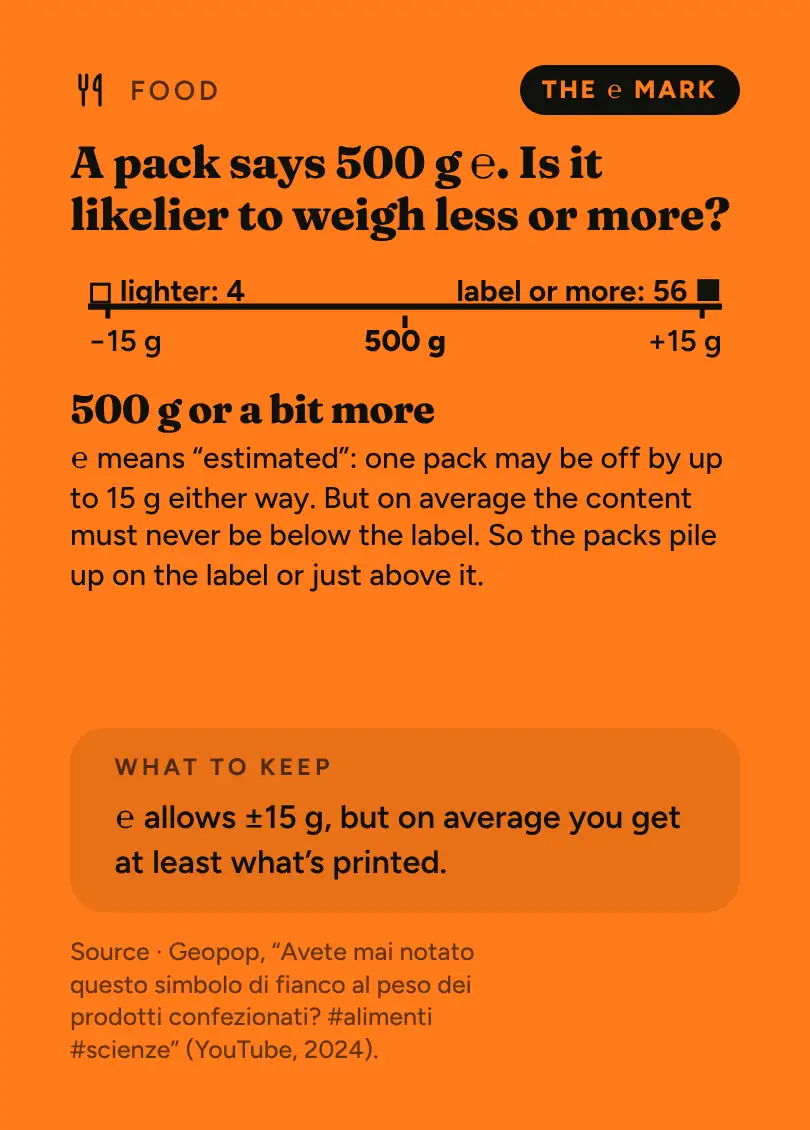 FOOD
THE ℮ MARK
A pack says 500 g ℮. Is it
likelier to weigh less or more?
□ lighter: 4
label or more: 56 ■
−15 g
500 g
+15 g
500 g or a bit more
℮ means “estimated”: one pack may be off by up
to 15 g either way. But on average the content
must never be below the label. So the packs pile
up on the label or just above it.
WHAT TO KEEP
℮ allows ±15 g, but on average you get
at least what’s printed.
Source · Geopop, “Avete mai notato
questo simbolo di fianco al peso dei
prodotti confezionati? #alimenti
#scienze” (YouTube, 2024).